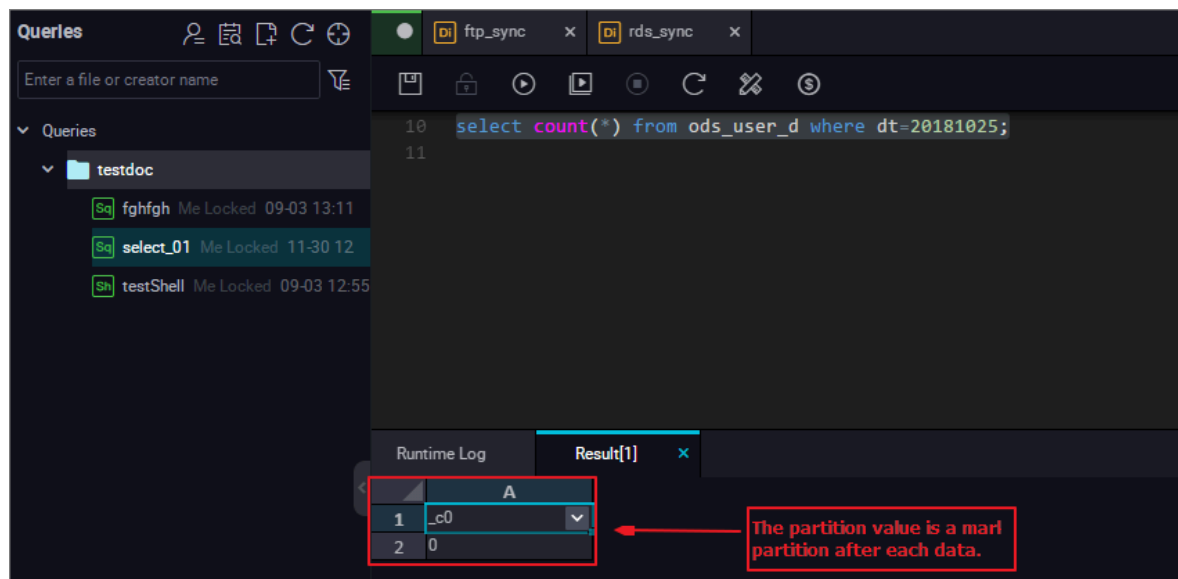 Queries
Enter a file or creator name
Queries
testdoc
Sq fghfgh Me Locked 09-03 13:11
Sq select_01 Me Locked 11-30 12
Sh testShell Me Locked 09-03 12:55
Di ftp_sync ×
Di rds_sync ×
10 select count(*) from ods_user_d where dt=20181025;
11
Runtime Log
Result[1] ×
A
1 _c0
2 0
The partition value is a marl
partition after each data.